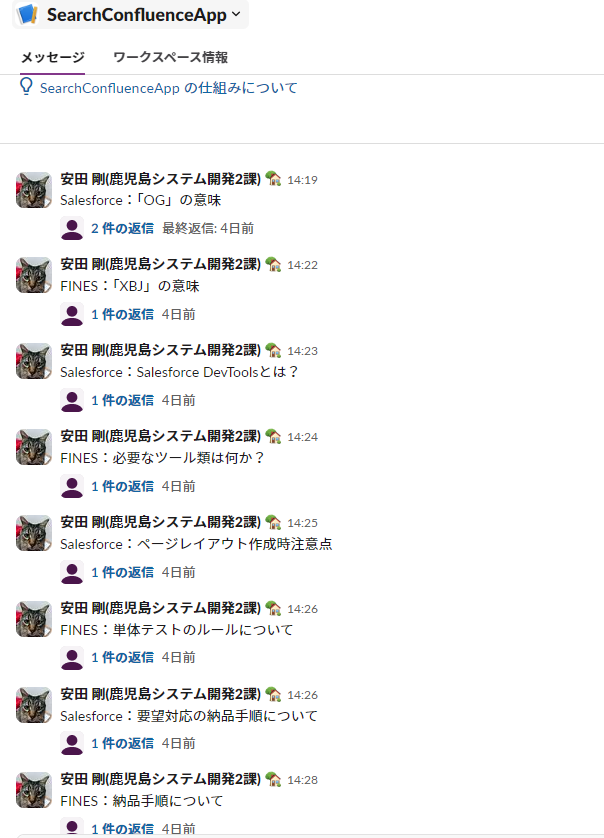 SearchConfluenceApp
メッセージ ワークスペース情報
SearchConfluenceApp の仕組みについて
安田 剛(鹿児島システム開発2課) 14:19
Salesforce：「OG」の意味
2 件の返信 最終返信: 4日前
安田 剛(鹿児島システム開発2課) 14:22
FINES：「XBJ」の意味
1 件の返信 4日前
安田 剛(鹿児島システム開発2課) 14:23
Salesforce：Salesforce DevToolsとは？
1 件の返信 4日前
安田 剛(鹿児島システム開発2課) 14:24
FINES：必要なツール類は何か？
1 件の返信 4日前
安田 剛(鹿児島システム開発2課) 14:25
Salesforce：ページレイアウト作成時注意点
1 件の返信 4日前
安田 剛(鹿児島システム開発2課) 14:26
FINES：単体テストのルールについて
1 件の返信 4日前
安田 剛(鹿児島システム開発2課) 14:26
Salesforce：要望対応の納品手順について
1 件の返信 4日前
安田 剛(鹿児島システム開発2課) 14:28
FINES：納品手順について
1 件の返信 4日前